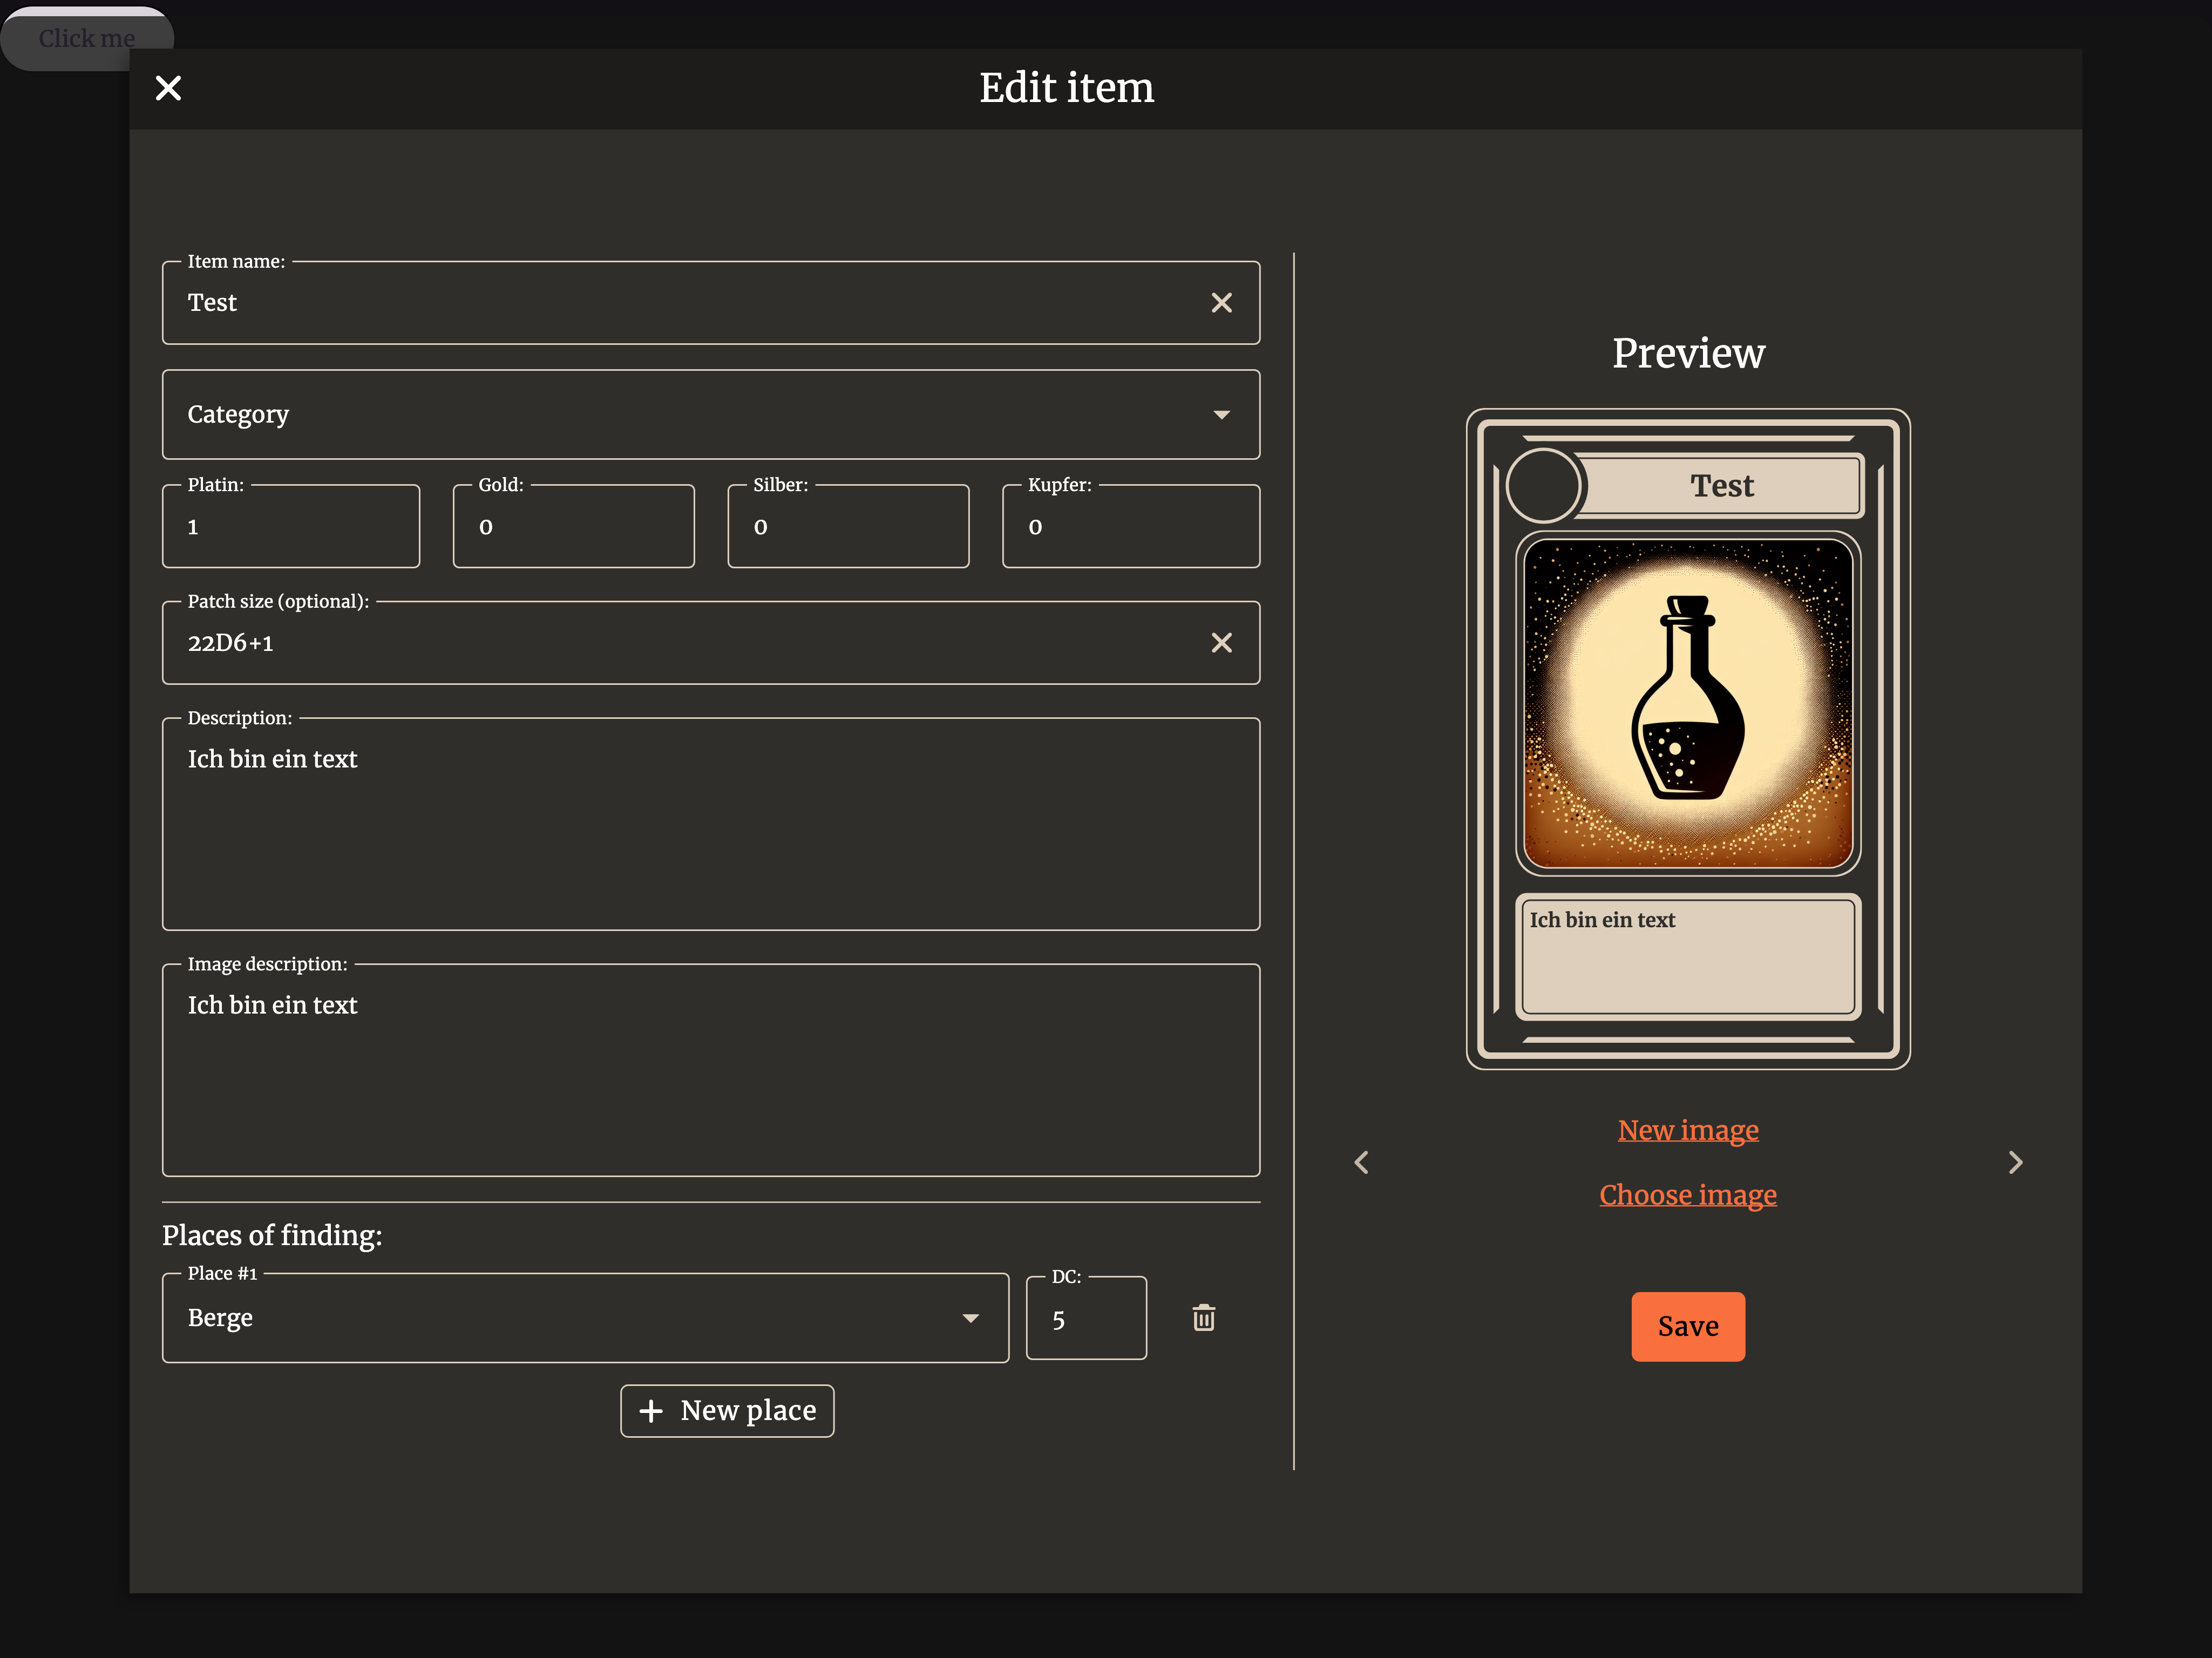 Click me
Edit item
Item name:
Test
Category
Platin:
1
Gold:
0
Silber:
0
Kupfer:
0
Patch size (optional):
22D6+1
Description:
Ich bin ein text
Image description:
Ich bin ein text
Places of finding:
Place #1
Berge
DC:
5
New place
Preview
Test
Ich bin ein text
New image
Choose image
Save